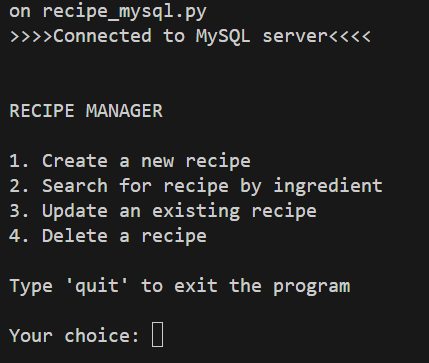 on recipe_mysql.py
>>>>Connected to MySQL server<<<<
RECIPE MANAGER
1. Create a new recipe
2. Search for recipe by ingredient
3. Update an existing recipe
4. Delete a recipe
Type 'quit' to exit the program
Your choice: